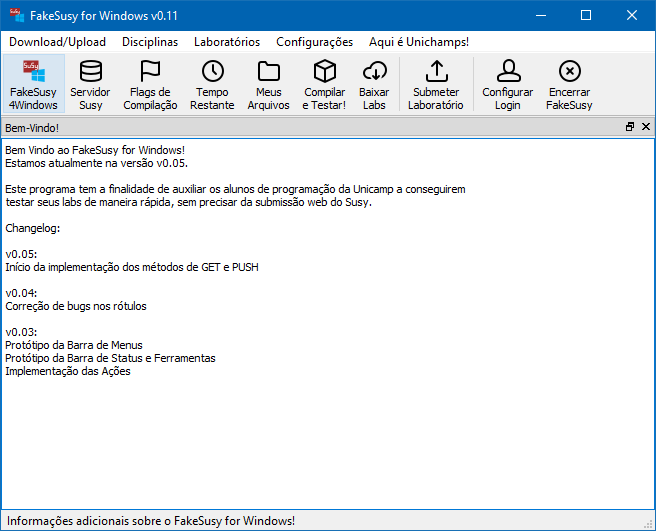 FakeSusy for Windows v0.11
Download/Upload Disciplinas Laboratórios Configurações Aqui é Unichamps!
SuSy
FakeSusy 4Windows
Servidor Susy
Flags de Compilação
Tempo Restante
Meus Arquivos
Compilar e Testar!
Baixar Labs
Submeter Laboratório
Configurar Login
Encerrar FakeSusy
Bem-Vindo!
Bem Vindo ao FakeSusy for Windows!
Estamos atualmente na versão v0.05.
Este programa tem a finalidade de auxiliar os alunos de programação da Unicamp a conseguirem
testar seus labs de maneira rápida, sem precisar da submissão web do Susy.
Changelog:
v0.05:
Início da implementação dos métodos de GET e PUSH
v0.04:
Correção de bugs nos rótulos
v0.03:
Protótipo da Barra de Menus
Protótipo da Barra de Status e Ferramentas
Implementação das Ações
Informações adicionais sobre o FakeSusy for Windows!